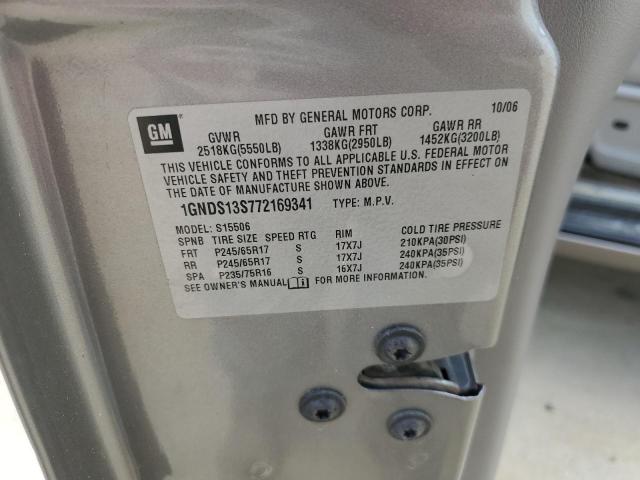 MFD BY GENERAL MOTORS CORP. 10/06
GM
GVWR GAWR FRT GAWR RR
2518KG(5550LB) 1338KG(2950LB) 1452KG(3200LB)
THIS VEHICLE CONFORMS TO ALL APPLICABLE U.S. FEDERAL MOTOR
VEHICLE SAFETY AND THEFT PREVENTION STANDARDS IN EFFECT ON
THE DATE OF MANUFACTURE SHOWN ABOVE.
1GNDS13S772169341 TYPE: M.P.V.
MODEL: S15506
SPNB TIRE SIZE SPEED RTG RIM COLD TIRE PRESSURE
FRT P245/65R17 S 17X7J 210KPA(30PSI)
RR P245/65R17 S 17X7J 240KPA(35PSI)
SPA P235/75R16 S 16X7J 240KPA(35PSI)
SEE OWNER'S MANUAL FOR MORE INFORMATION.